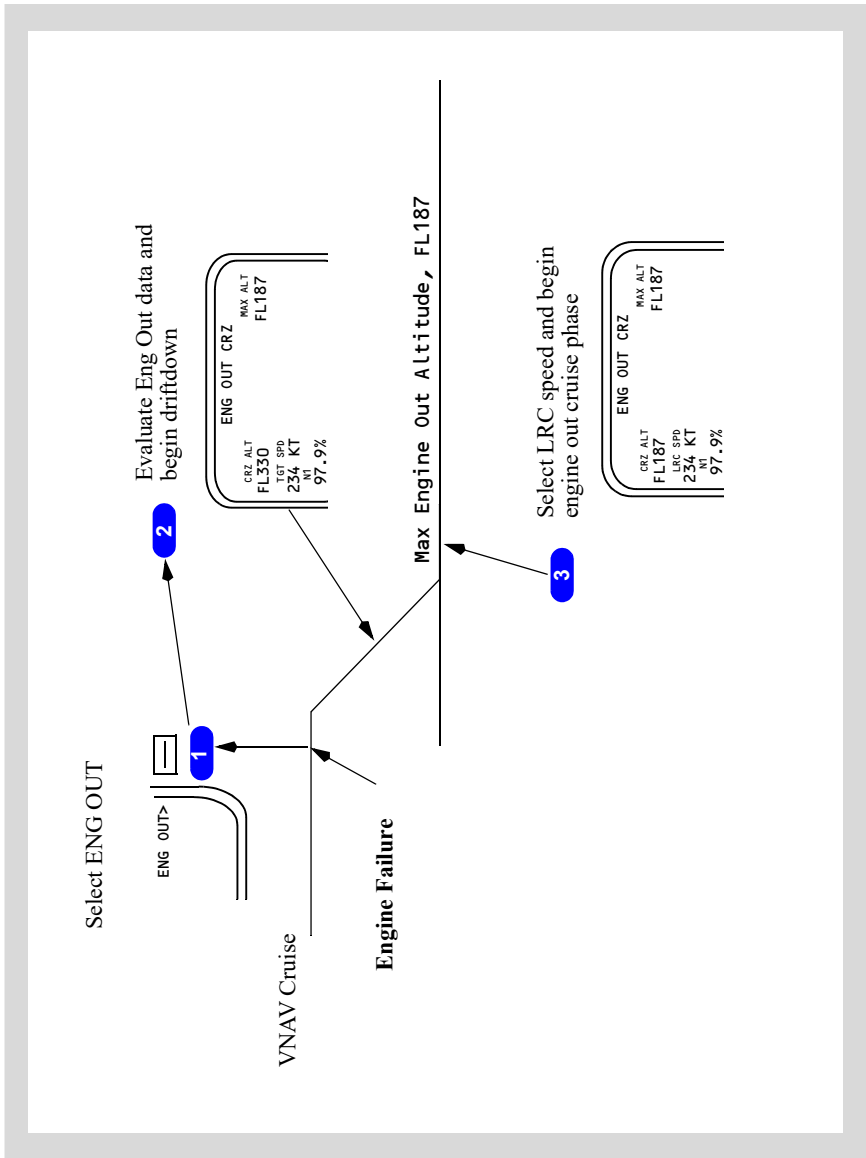 Select ENG OUT
ENG OUT>
1
VNAV Cruise
Engine Failure
2
Evaluate Eng Out data and
begin driftdown
ENG OUT CRZ
CRZ ALT
MAX ALT
FL330
FL187
TGT SPD
234 KT
N1
97.9%
Max Engine Out Altitude, FL187
3
Select LRC speed and begin
engine out cruise phase
ENG OUT CRZ
CRZ ALT
MAX ALT
FL187
FL187
LRC SPD
234 KT
N1
97.9%